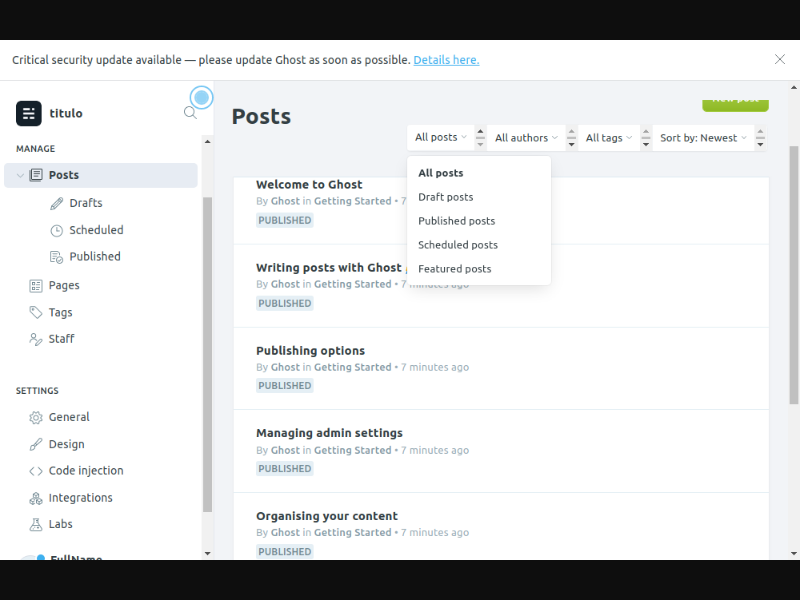 Critical security update available — please update Ghost as soon as possible. Details here.
titulo
MANAGE
Posts
Drafts
Scheduled
Published
Pages
Tags
Staff
SETTINGS
General
Design
Code injection
Integrations
Labs
FullName
Posts
New post
All posts
All authors
All tags
Sort by: Newest
All posts
Draft posts
Published posts
Scheduled posts
Featured posts
Welcome to Ghost
By Ghost in Getting Started • 7
PUBLISHED
Writing posts with Ghost
By Ghost in Getting Started • 7 minutes ago
PUBLISHED
Publishing options
By Ghost in Getting Started • 7 minutes ago
PUBLISHED
Managing admin settings
By Ghost in Getting Started • 7 minutes ago
PUBLISHED
Organising your content
By Ghost in Getting Started • 7 minutes ago
PUBLISHED